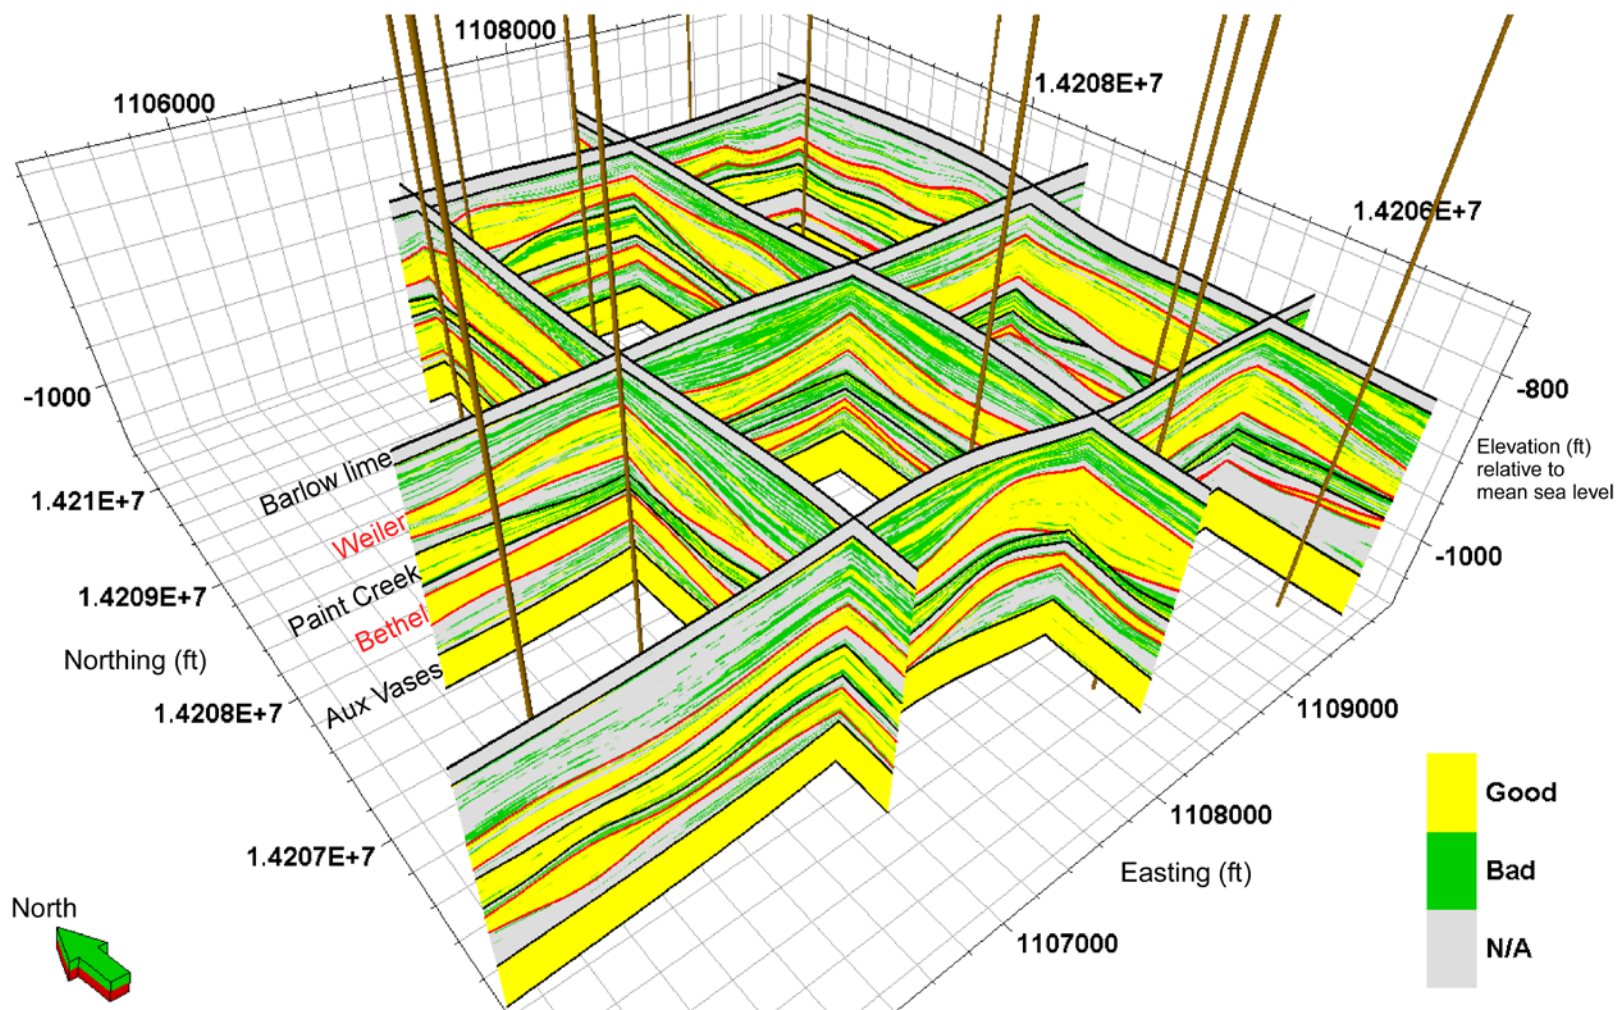 1108000
1106000
1.4208E+7
1.4206E+7
-1000
-800
Elevation (ft)
relative to
mean sea level
-1000
Barlow lime
1.421E+7
Weiler
1.4209E+7
Paint Creek
Bethel
Northing (ft)
Aux Vases
1.4208E+7
1109000
1108000
1.4207E+7
Easting (ft)
1107000
North
Good
Bad
N/A